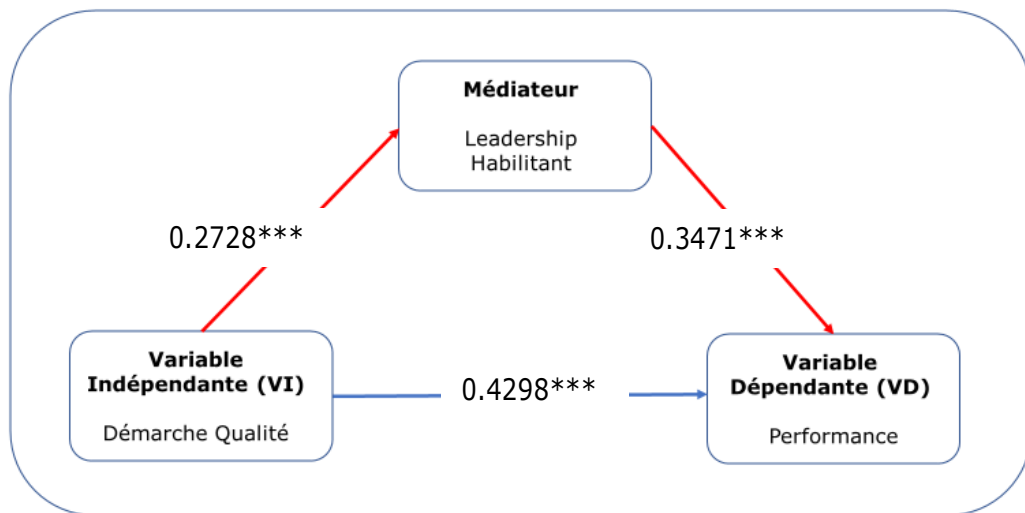 Médiateur
Leadership
Habilitant
0.2728***
0.3471***
Variable
Indépendante (VI)
Démarche Qualité
0.4298***
Variable
Dépendante (VD)
Performance